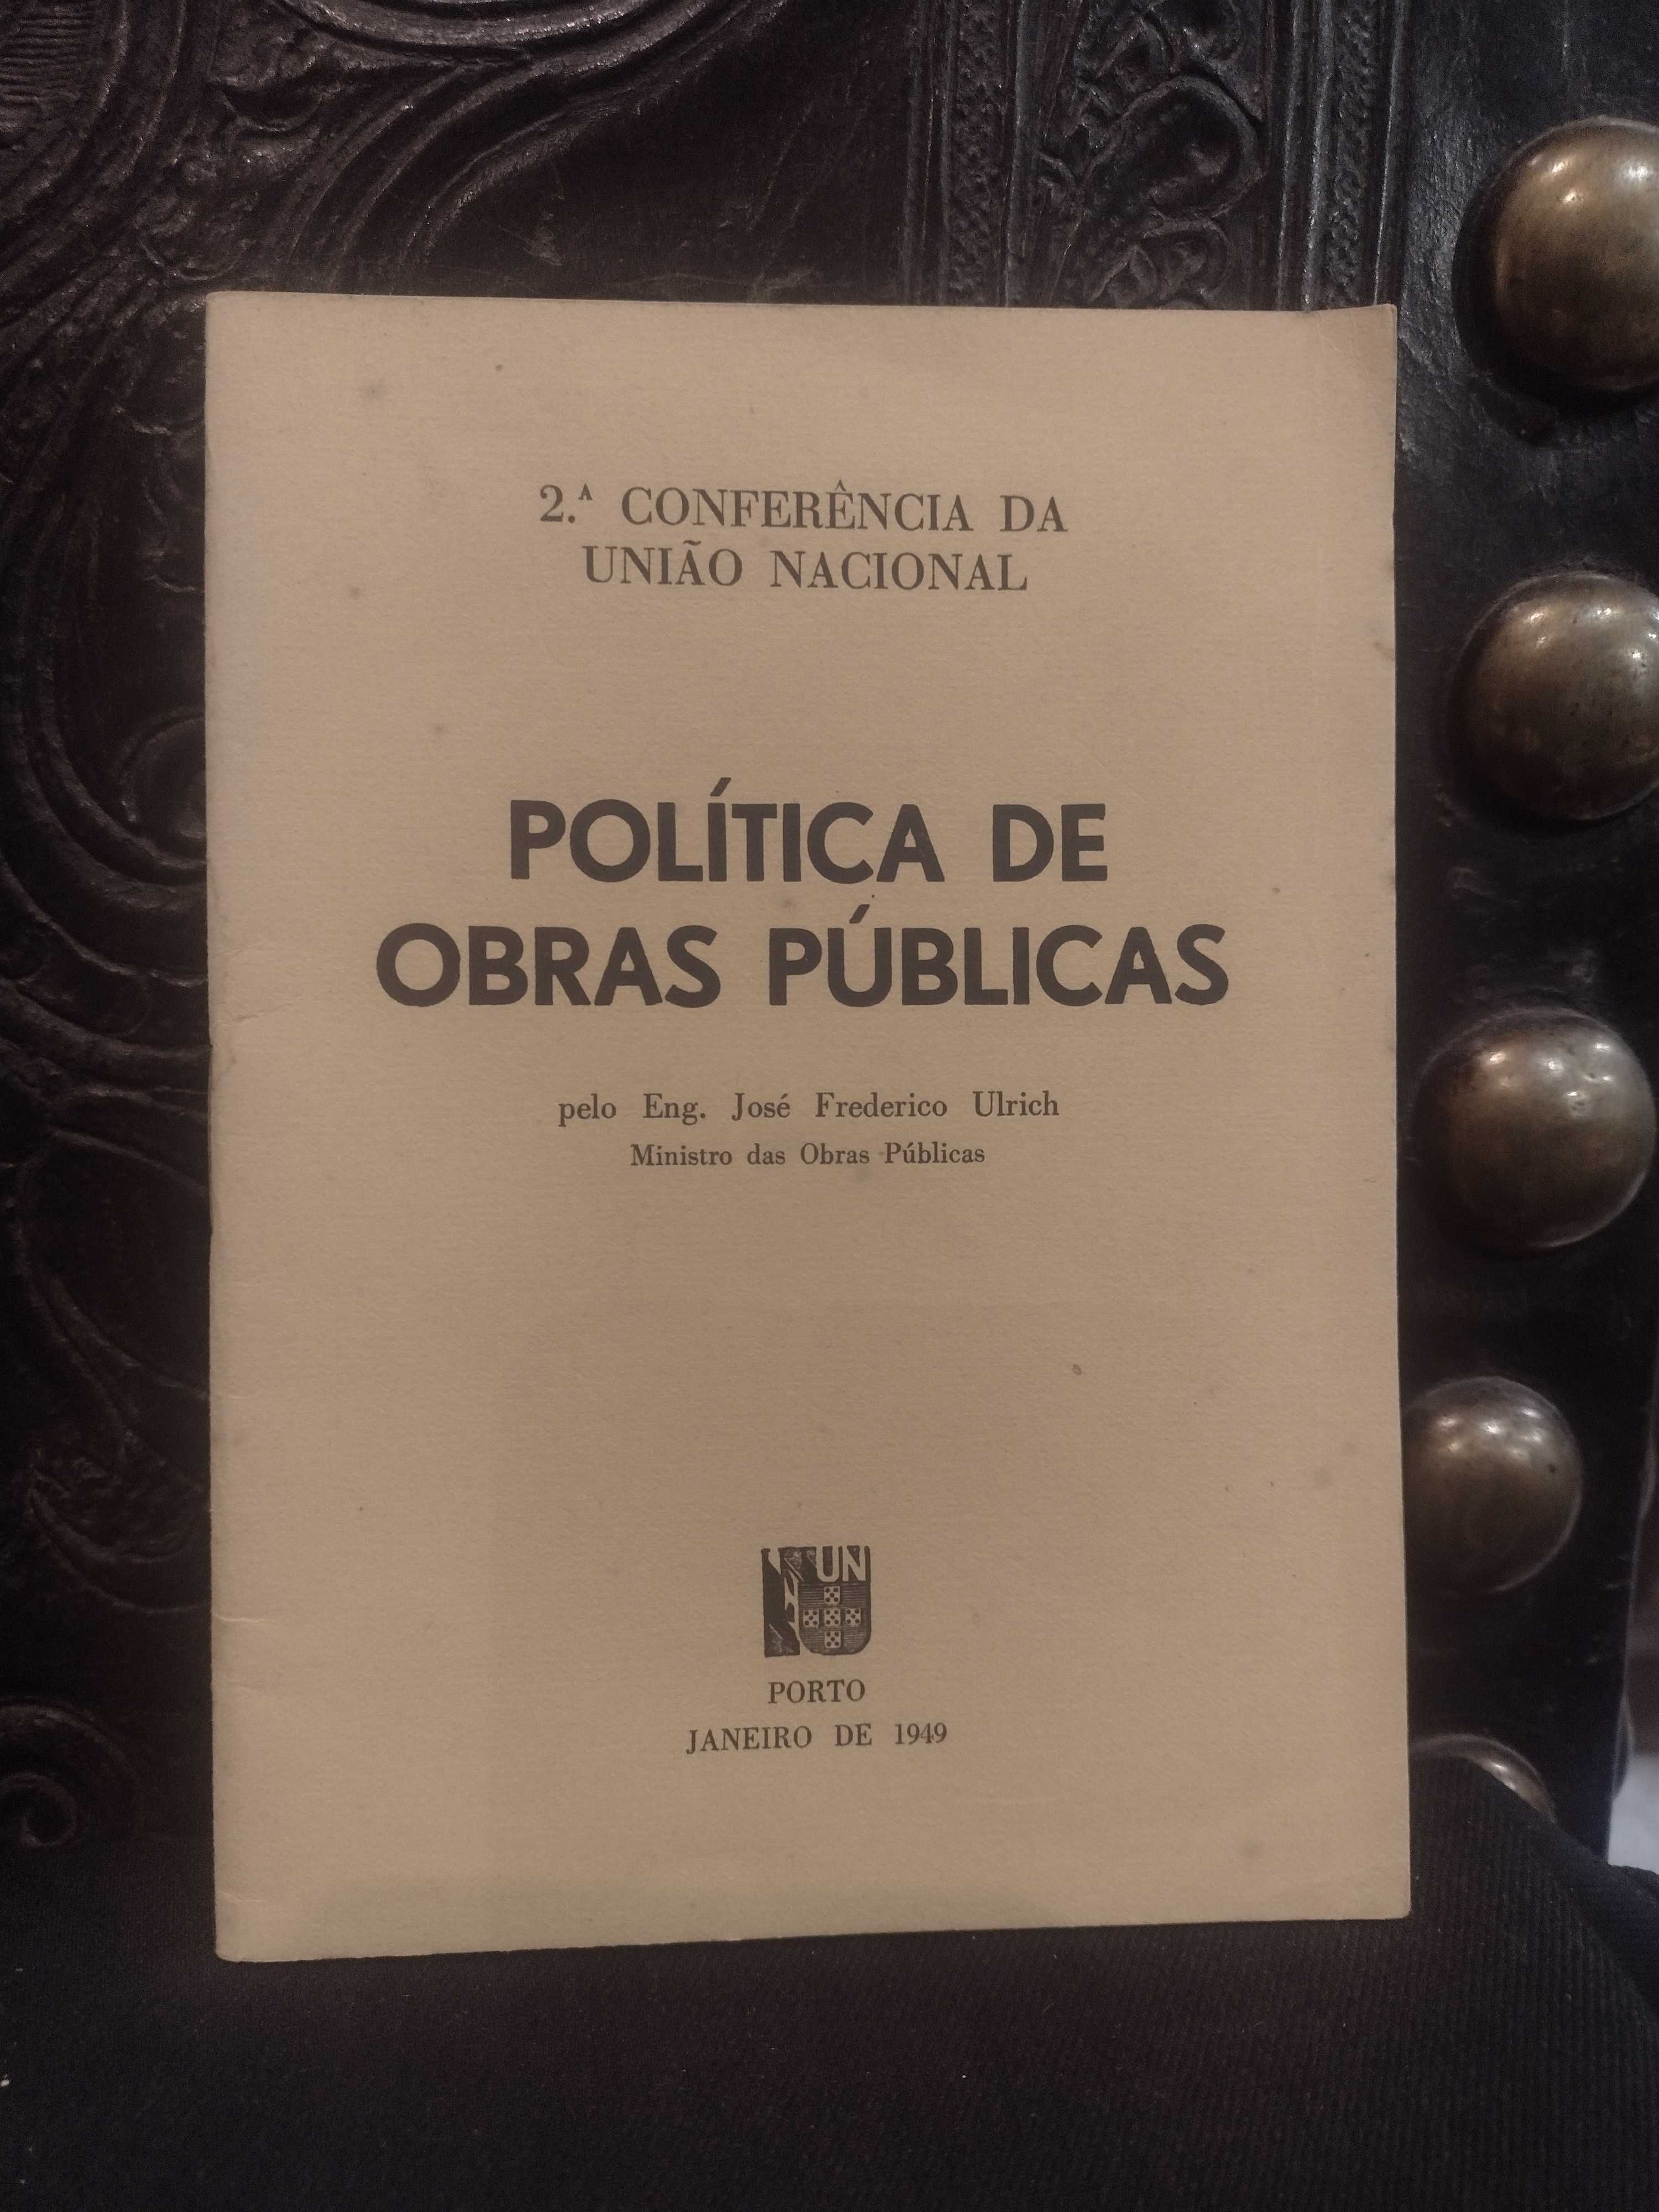 2.ᴬ CONFERÊNCIA DA
UNIÃO NACIONAL
POLÍTICA DE
OBRAS PÚBLICAS
pelo Eng. José Frederico Ulrich
Ministro das Obras Públicas
UN
PORTO
JANEIRO DE 1949